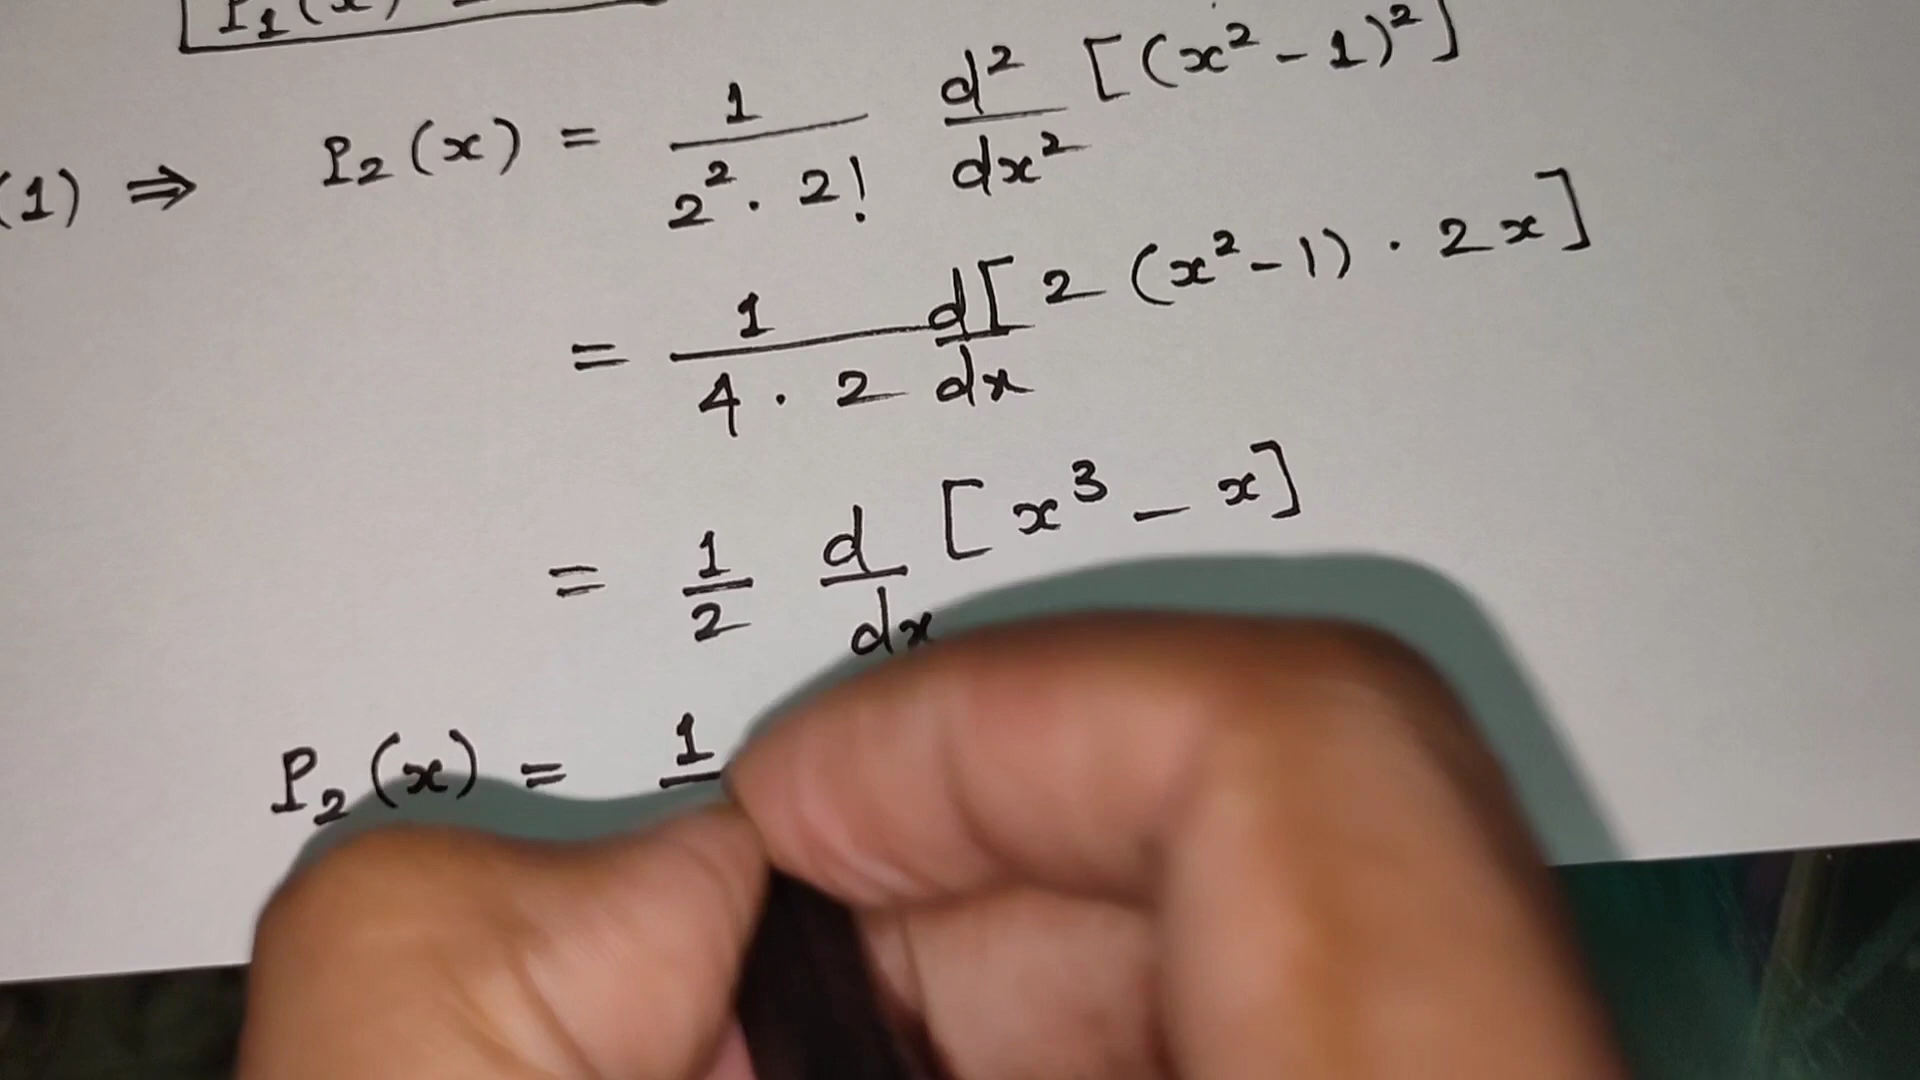 P₁(x)
(1) ⇒ P₂(x) = 1/(2² · 2!) d²/dx² [(x² - 1)²]
= 1/(4 · 2) d/dx [2 (x² - 1) · 2x]
= 1/2 d/dx [x³ - x]
P₂(x) = 1